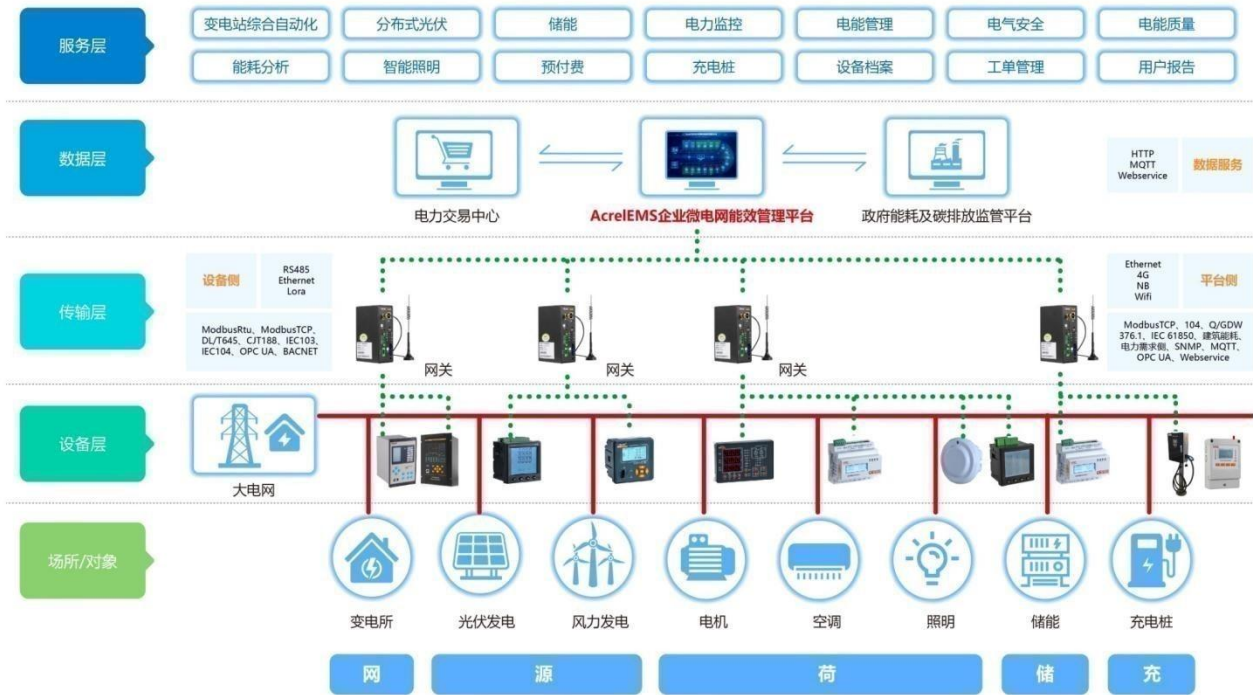 服务层
变电站综合自动化
分布式光伏
储能
电力监控
电能管理
电气安全
电能质量
能耗分析
智能照明
预付费
充电桩
设备档案
工单管理
用户报告
数据层
电力交易中心
AcrelEMS企业微电网能效管理平台
政府能耗及碳排放监管平台
HTTP
MQTT
Webservice
数据服务
传输层
设备侧
RS485
Ethernet
Lora
ModbusRtu、ModbusTCP、
DL/T645、CJT188、IEC103、
IEC104、OPC UA、BACNET
网关
网关
网关
Ethernet
4G
NB
Wifi
平台侧
ModbusTCP、104、Q/GDW
376.1、IEC 61850、建筑能耗、
电力需求侧、SNMP、MQTT、
OPC UA、Webservice
设备层
大电网
场所/对象
变电所
光伏发电
风力发电
电机
空调
照明
储能
充电桩
网
源
荷
储
充